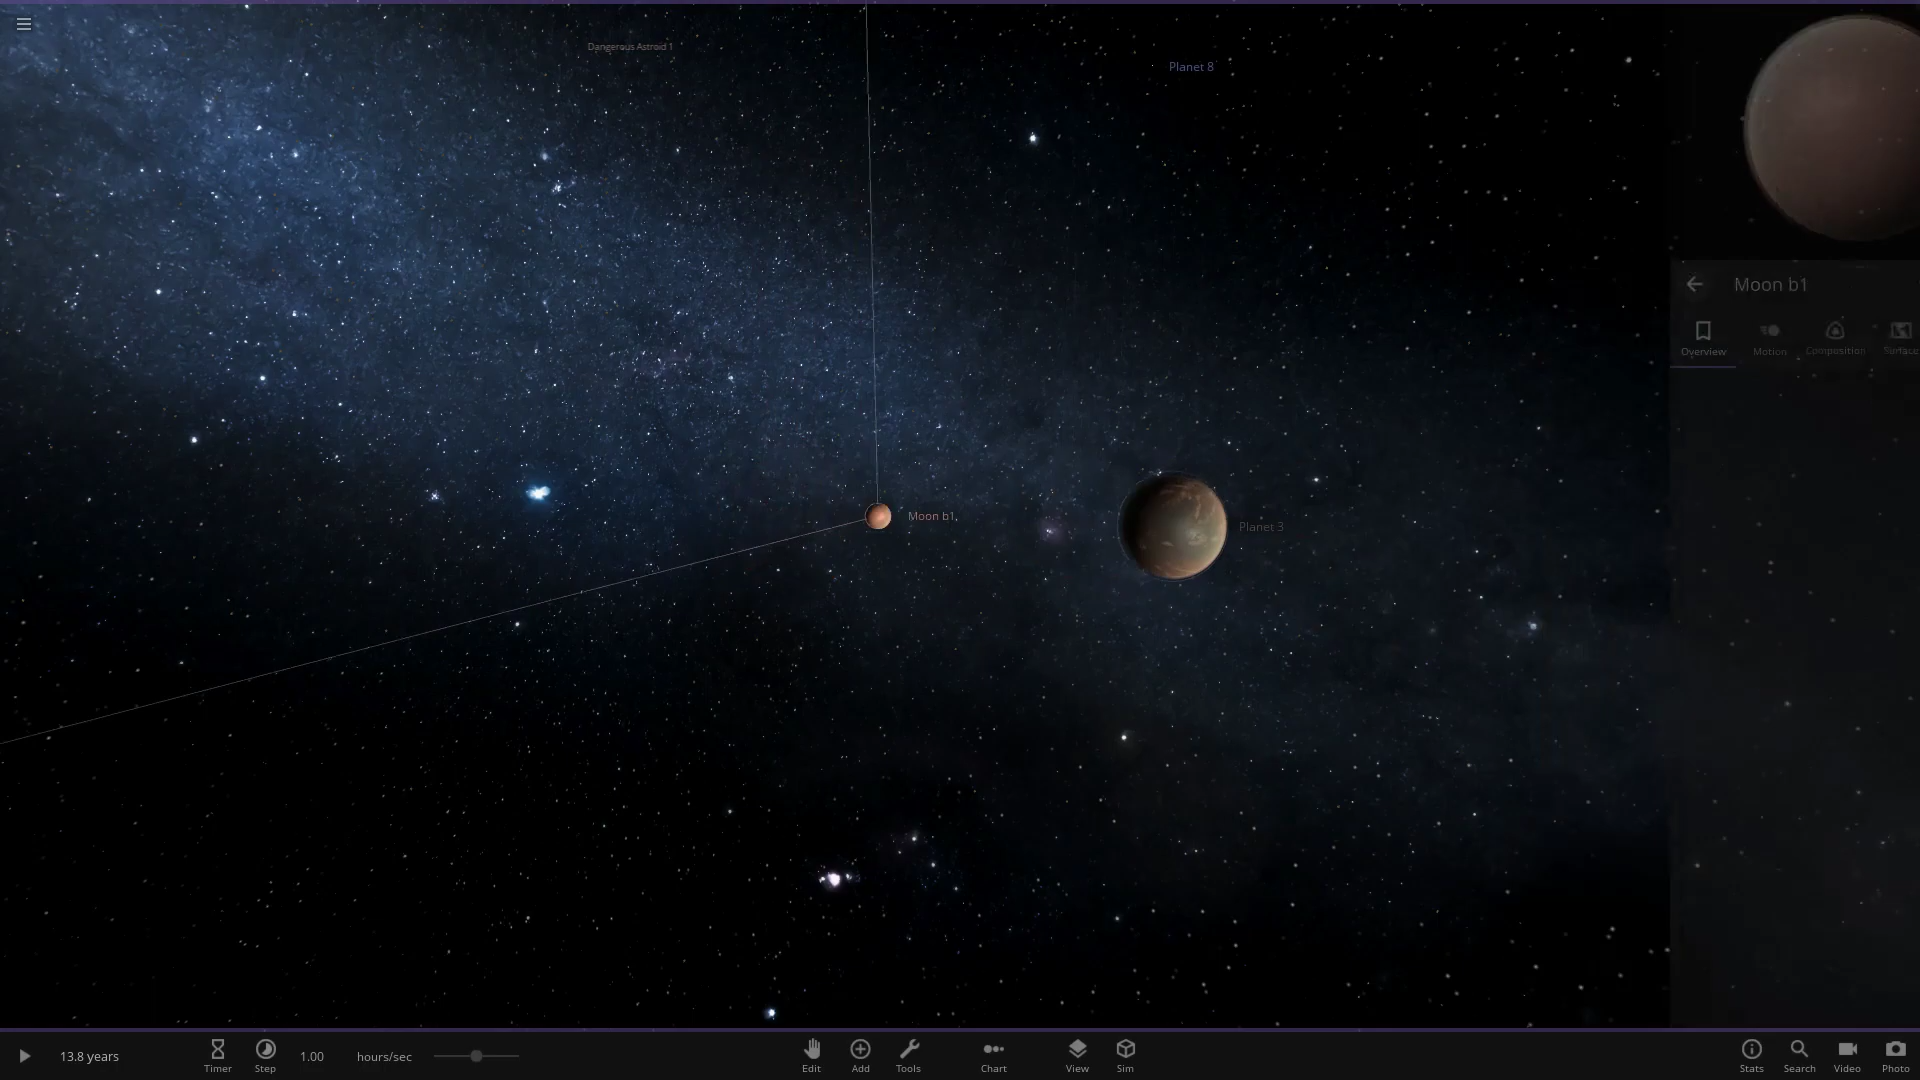 Dangerous Astroid 1
Planet 8
Moon b1
Overview
Motion
Composition
Surface
Moon b1
Planet 3
13.8 years
Timer
Step
1.00
hours/sec
Edit
Add
Tools
Chart
View
Sim
Stats
Search
Video
Photo